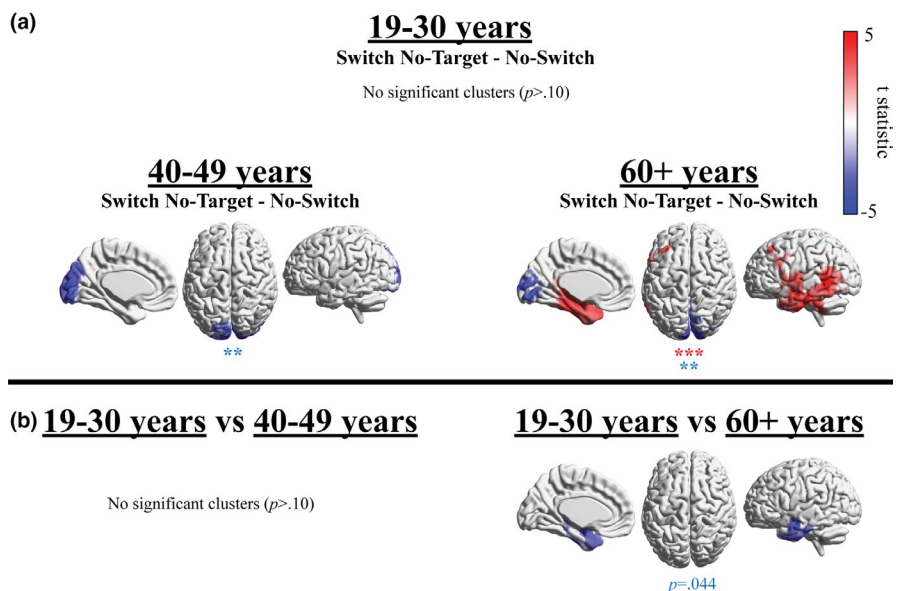 (a)
19-30 years
Switch No-Target - No-Switch
No significant clusters (p>.10)
5
t statistic
-5
40-49 years
Switch No-Target - No-Switch
**
60+ years
Switch No-Target - No-Switch
***
**
(b)
19-30 years vs 40-49 years
No significant clusters (p>.10)
19-30 years vs 60+ years
p=.044